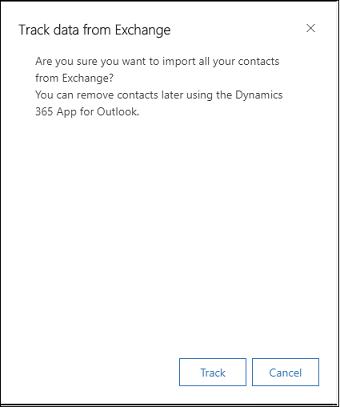 Track data from Exchange
Are you sure you want to import all your contacts
from Exchange?
You can remove contacts later using the Dynamics
365 App for Outlook.
Track
Cancel